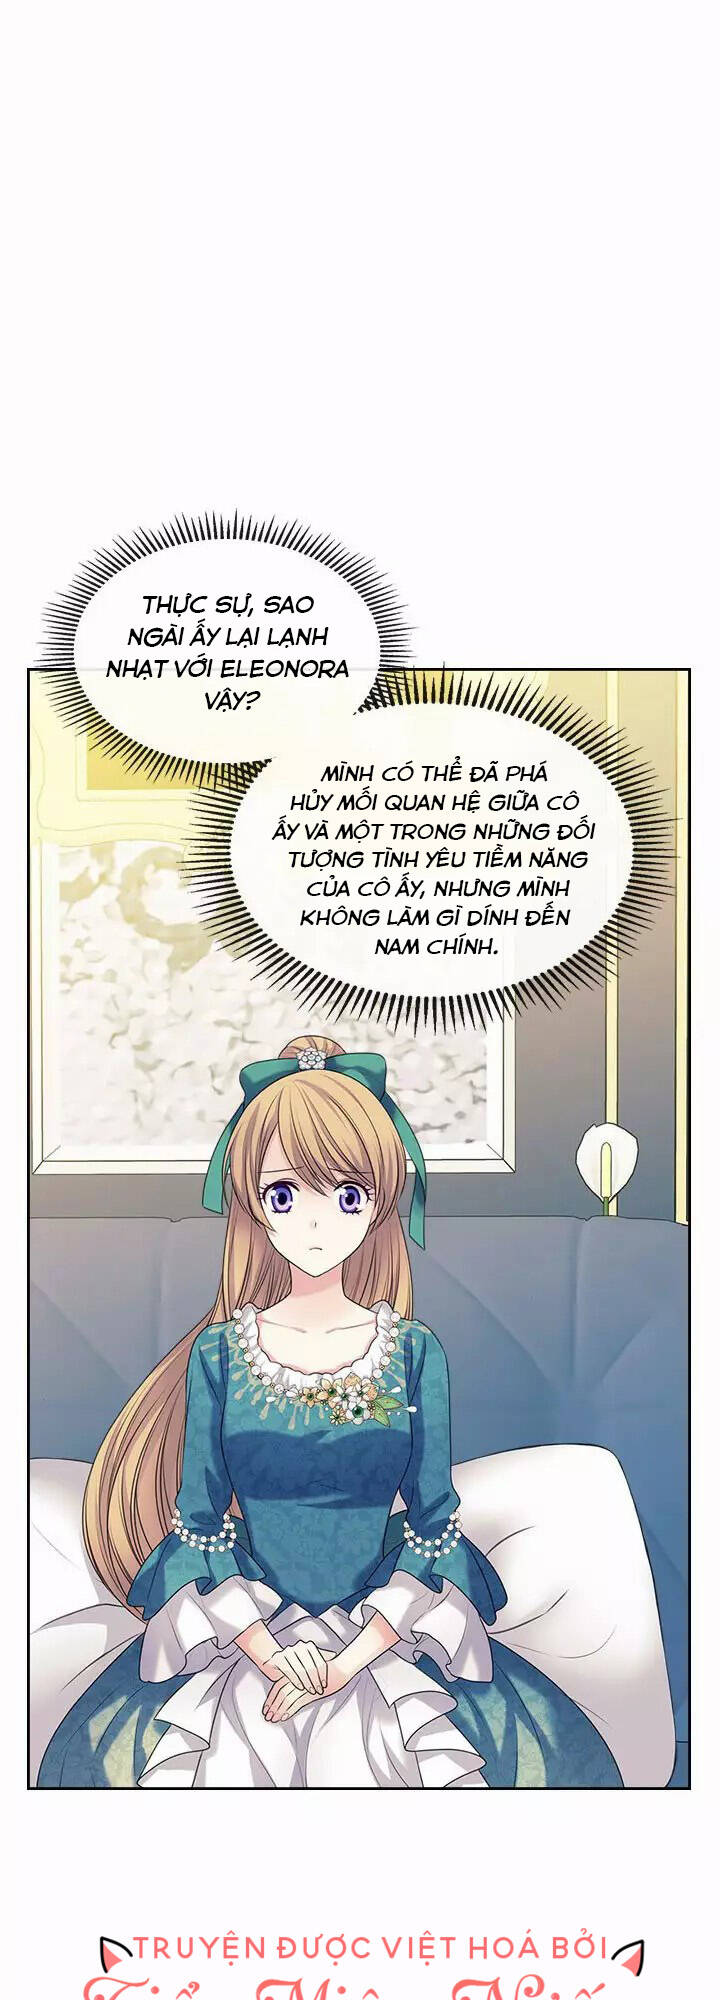 THỰC SỰ, SAO
NGÀI ẤY LẠI LẠNH
NHẠT VỚI ELEONORA
VẬY?
MÌNH CÓ THỂ ĐÃ PHÁ
HỦY MỐI QUAN HỆ GIỮA CÔ
ẤY VÀ MỘT TRONG NHỮNG ĐỐI
TƯỢNG TÌNH YÊU TIỀM NĂNG
CỦA CÔ ẤY, NHƯNG MÌNH
KHÔNG LÀM GÌ DÍNH ĐẾN
NAM CHÍNH.
TRUYỆN ĐƯỢC VIỆT HOÁ BỞI